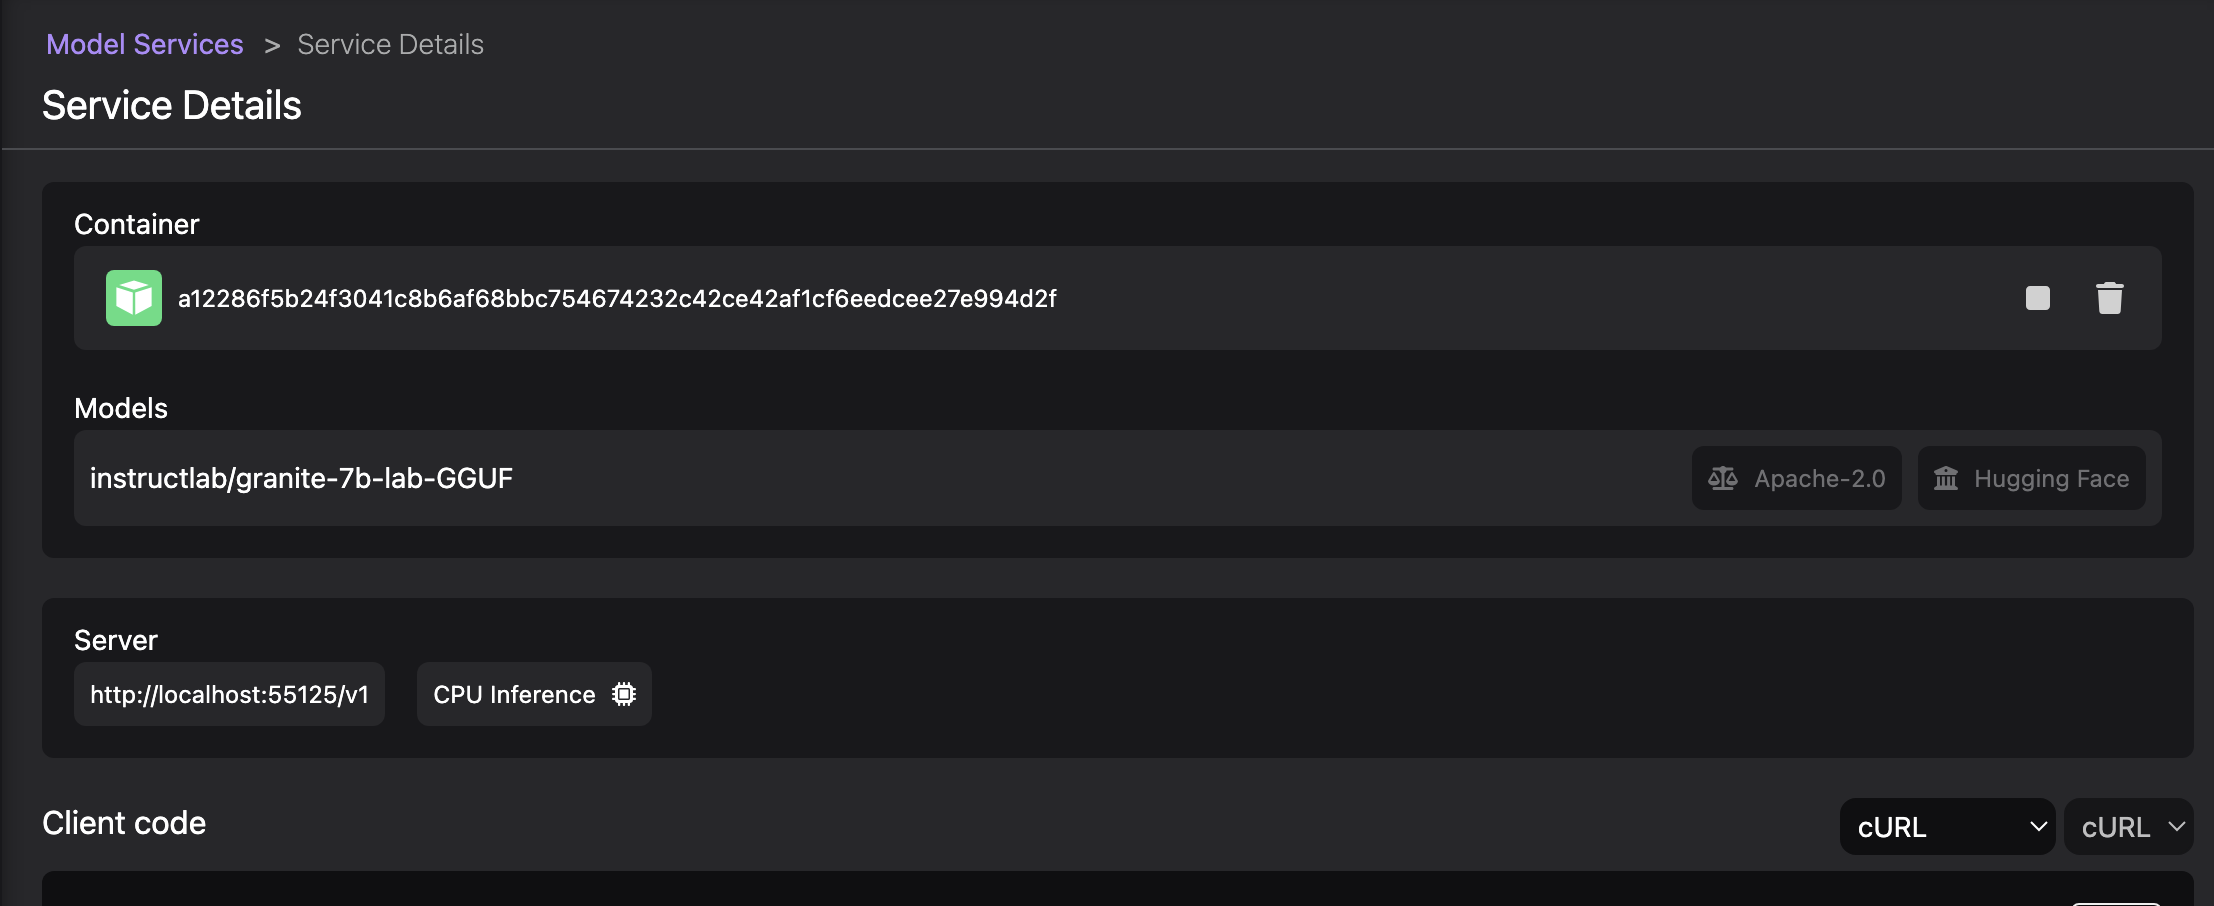 Model Services > Service Details
Service Details
Container
a12286f5b24f3041c8b6af68bbc754674232c42ce42af1cf6eedcee27e994d2f
Models
instructlab/granite-7b-lab-GGUF
Apache-2.0
Hugging Face
Server
http://localhost:55125/v1
CPU Inference
Client code
cURL
cURL